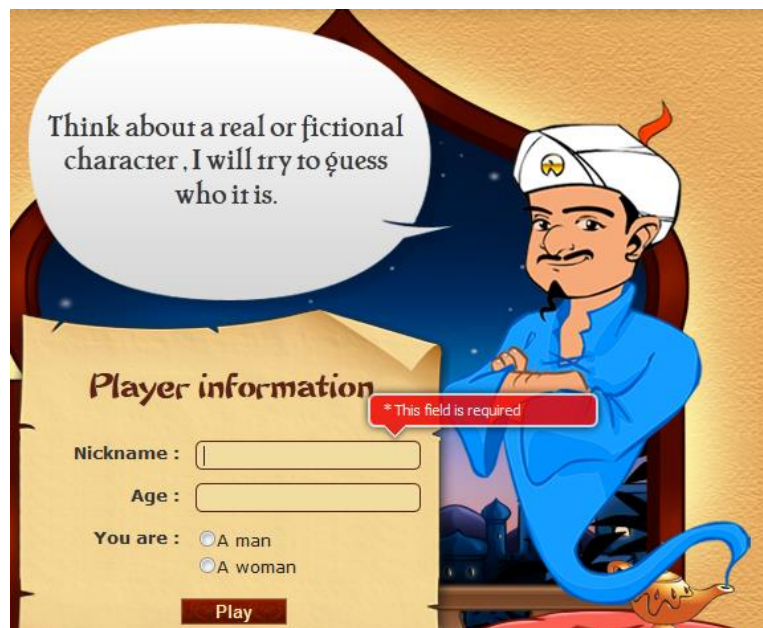 Think about a real or fictional
character , I will try to guess
who it is.
Player information
* This field is required
Nickname :
Age :
You are :
A man
A woman
Play